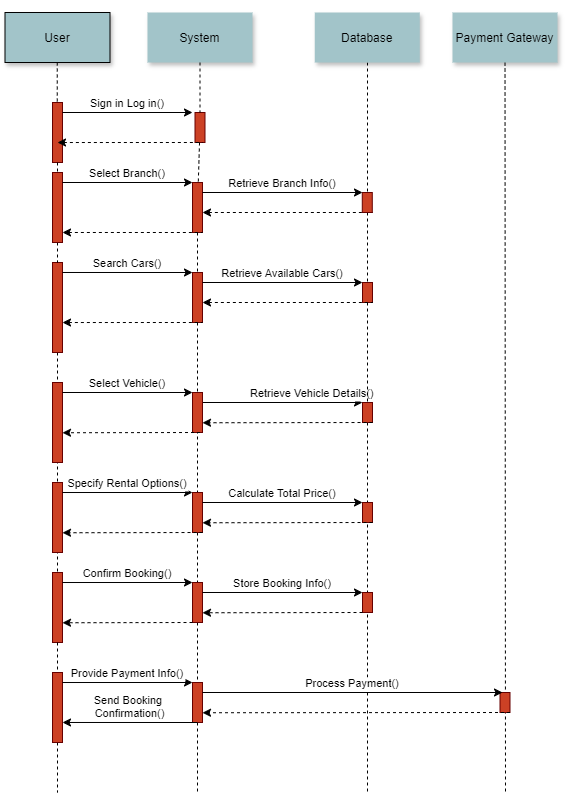 User
System
Database
Payment Gateway
Sign in Log in()
Select Branch()
Retrieve Branch Info()
Search Cars()
Retrieve Available Cars()
Select Vehicle()
Retrieve Vehicle Details()
Specify Rental Options()
Calculate Total Price()
Confirm Booking()
Store Booking Info()
Provide Payment Info()
Process Payment()
Send Booking
Confirmation()